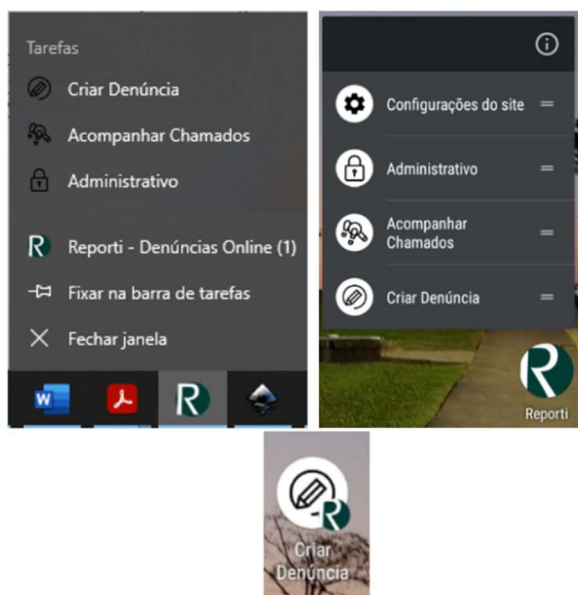 Tarefas
Criar Denúncia
Acompanhar Chamados
Administrativo
Reporti - Denúncias Online (1)
Fixar na barra de tarefas
Fechar janela
W
R
Configurações do site
Administrativo
Acompanhar
Chamados
Criar Denúncia
R
Reporti
R
Criar
Denúncia